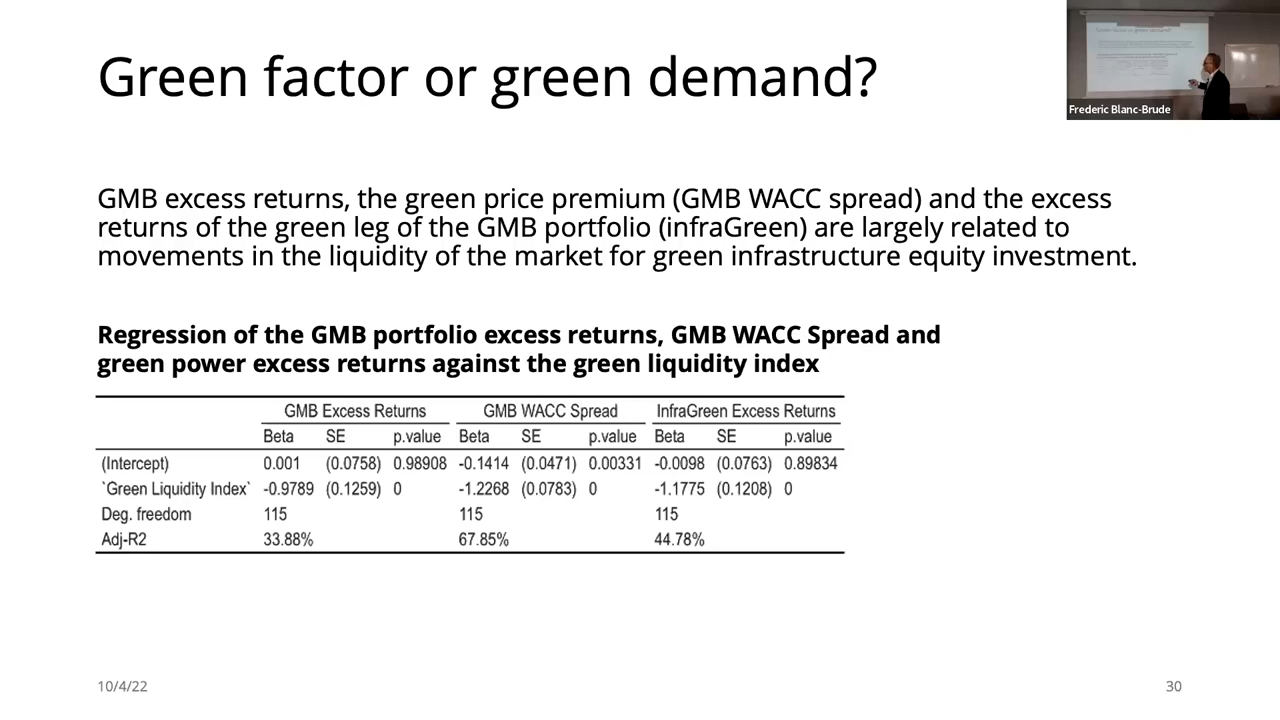 Green factor or green demand?
Frederic Blanc-Brude
GMB excess returns, the green price premium (GMB WACC spread) and the excess
returns of the green leg of the GMB portfolio (infraGreen) are largely related to
movements in the liquidity of the market for green infrastructure equity investment.
Regression of the GMB portfolio excess returns, GMB WACC Spread and
green power excess returns against the green liquidity index
GMB Excess Returns GMB WACC Spread InfraGreen Excess Returns
Beta SE p.value Beta SE p.value Beta SE p.value
(Intercept) 0.001 (0.0758) 0.98908 -0.1414 (0.0471) 0.00331 -0.0098 (0.0763) 0.89834
`Green Liquidity Index` -0.9789 (0.1259) 0 -1.2268 (0.0783) 0 -1.1775 (0.1208) 0
Deg. freedom 115 115 115
Adj-R2 33.88% 67.85% 44.78%
10/4/22 30